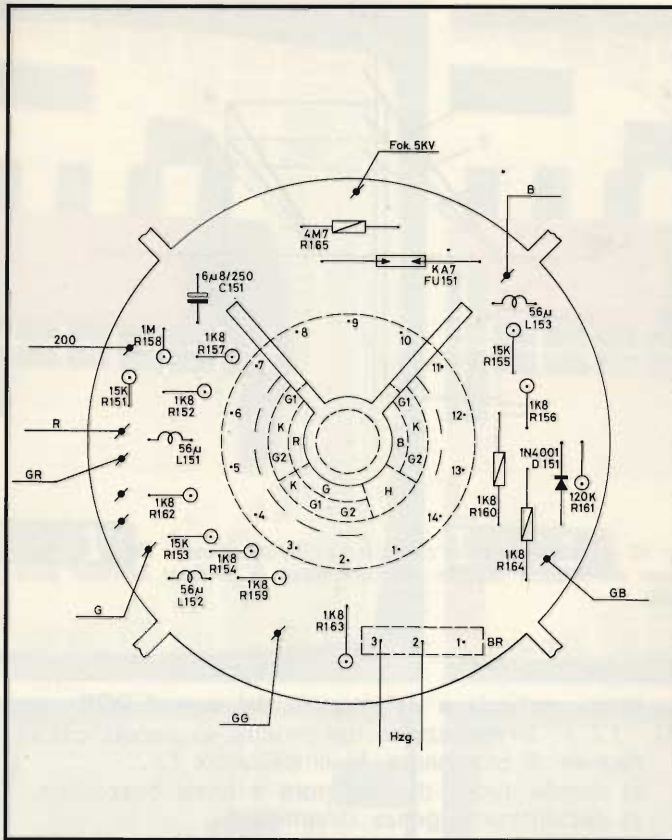 Fok. 5KV
B
4M7
R165
KA7
FU151
6µ8/250
C151
56µ
L153
200
1M
R158
1K8
R157
15K
R155
15K
R151
1K8
R152
1K8
R156
R
56µ
L151
GR
1N4001
D151
120K
R161
1K8
R162
1K8
R160
15K
R153
1K8
R154
1K8
R164
56µ
L152
1K8
R159
G
GB
1K8
R163
GG
3 2 1 BR
Hzg.
8 9 10
7 11
6 12
5 13
4 14
3 2 1
G1 G1
K K
R B
G2 G2
K G H
G1
G2